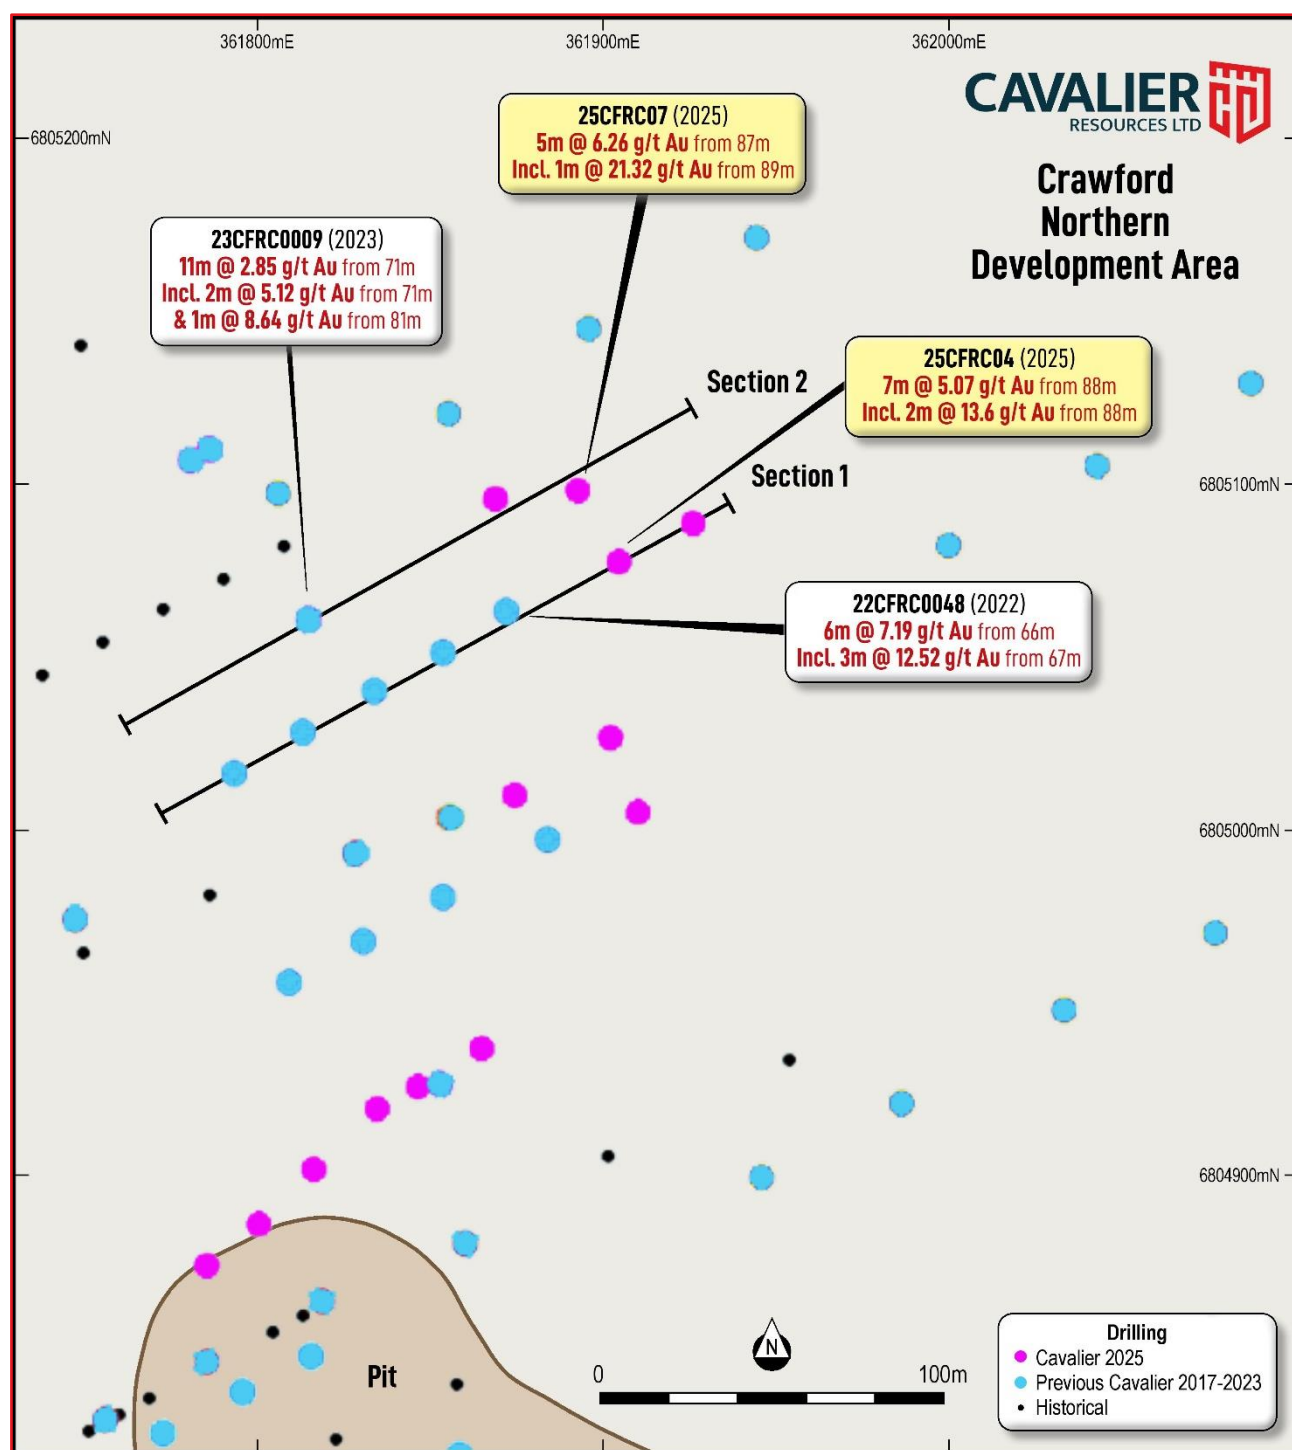 361800mE
361900mE
362000mE
CAVALIER
RESOURCES LTD
Crawford
Northern
Development Area
6805200mN
25CFRC07 (2025)
5m @ 6.26 g/t Au from 87m
Incl. 1m @ 21.32 g/t Au from 89m
23CFRC0009 (2023)
11m @ 2.85 g/t Au from 71m
Incl. 2m @ 5.12 g/t Au from 71m
& 1m @ 8.64 g/t Au from 81m
25CFRC04 (2025)
7m @ 5.07 g/t Au from 88m
Incl. 2m @ 13.6 g/t Au from 88m
Section 2
Section 1
6805100mN
22CFRC0048 (2022)
6m @ 7.19 g/t Au from 66m
Incl. 3m @ 12.52 g/t Au from 67m
6805000mN
6804900mN
Pit
N
0
100m
Drilling
Cavalier 2025
Previous Cavalier 2017-2023
Historical